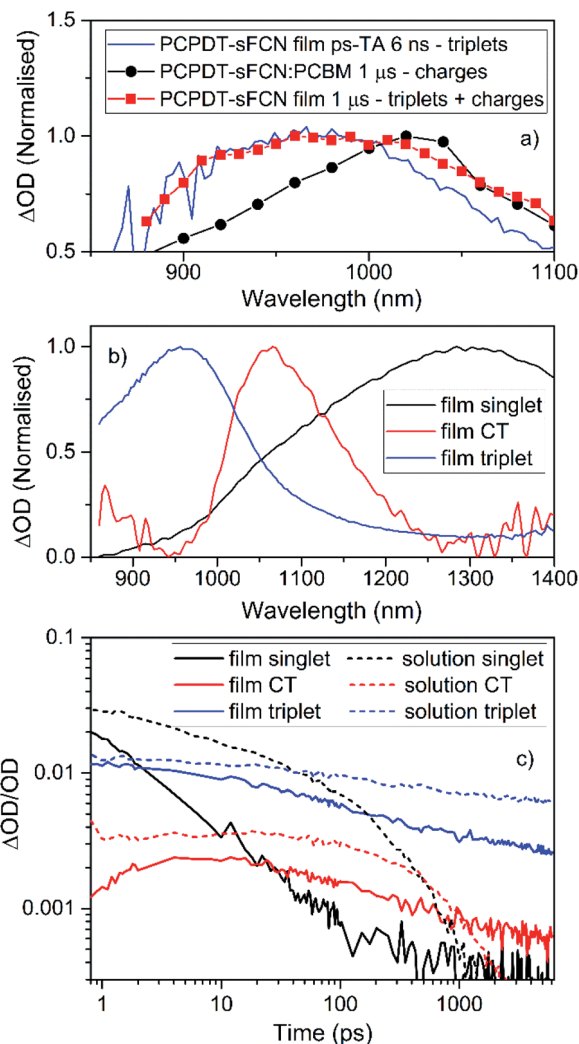 1.5
PCPDT-sFCN film ps-TA 6 ns - triplets
PCPDT-sFCN:PCBM 1 μs - charges
PCPDT-sFCN film 1 μs - triplets + charges
ΔOD (Normalised)
1.0
a)
0.5
900 1000 1100
Wavelength (nm)
b)
ΔOD (Normalised)
1.0
0.5
0.0
film singlet
film CT
film triplet
900 1000 1100 1200 1300 1400
Wavelength (nm)
0.1
film singlet solution singlet
film CT solution CT
film triplet solution triplet
c)
ΔOD/OD
0.01
0.001
1 10 100 1000
Time (ps)